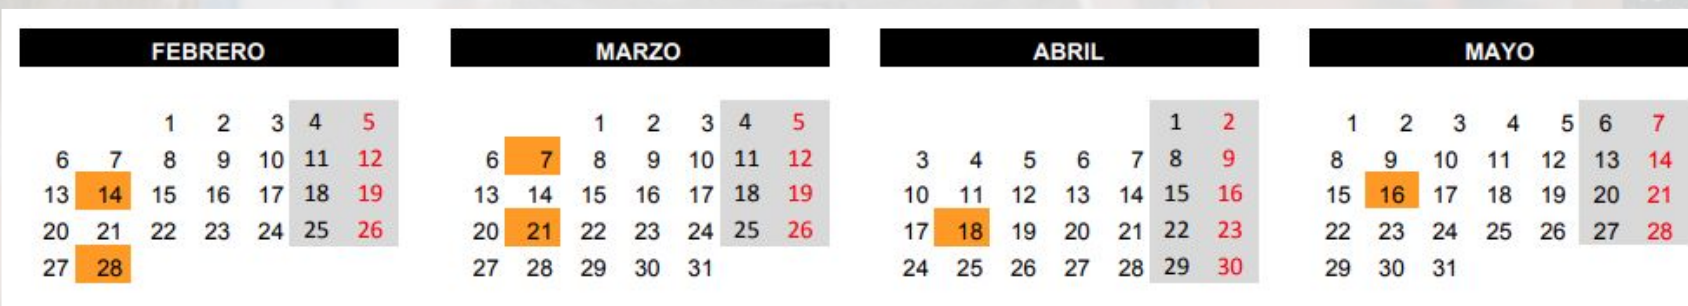 FEBRERO
1 2 3 4 5
6 7 8 9 10 11 12
13 14 15 16 17 18 19
20 21 22 23 24 25 26
27 28
MARZO
1 2 3 4 5
6 7 8 9 10 11 12
13 14 15 16 17 18 19
20 21 22 23 24 25 26
27 28 29 30 31
ABRIL
1 2
3 4 5 6 7 8 9
10 11 12 13 14 15 16
17 18 19 20 21 22 23
24 25 26 27 28 29 30
MAYO
1 2 3 4 5 6 7
8 9 10 11 12 13 14
15 16 17 18 19 20 21
22 23 24 25 26 27 28
29 30 31